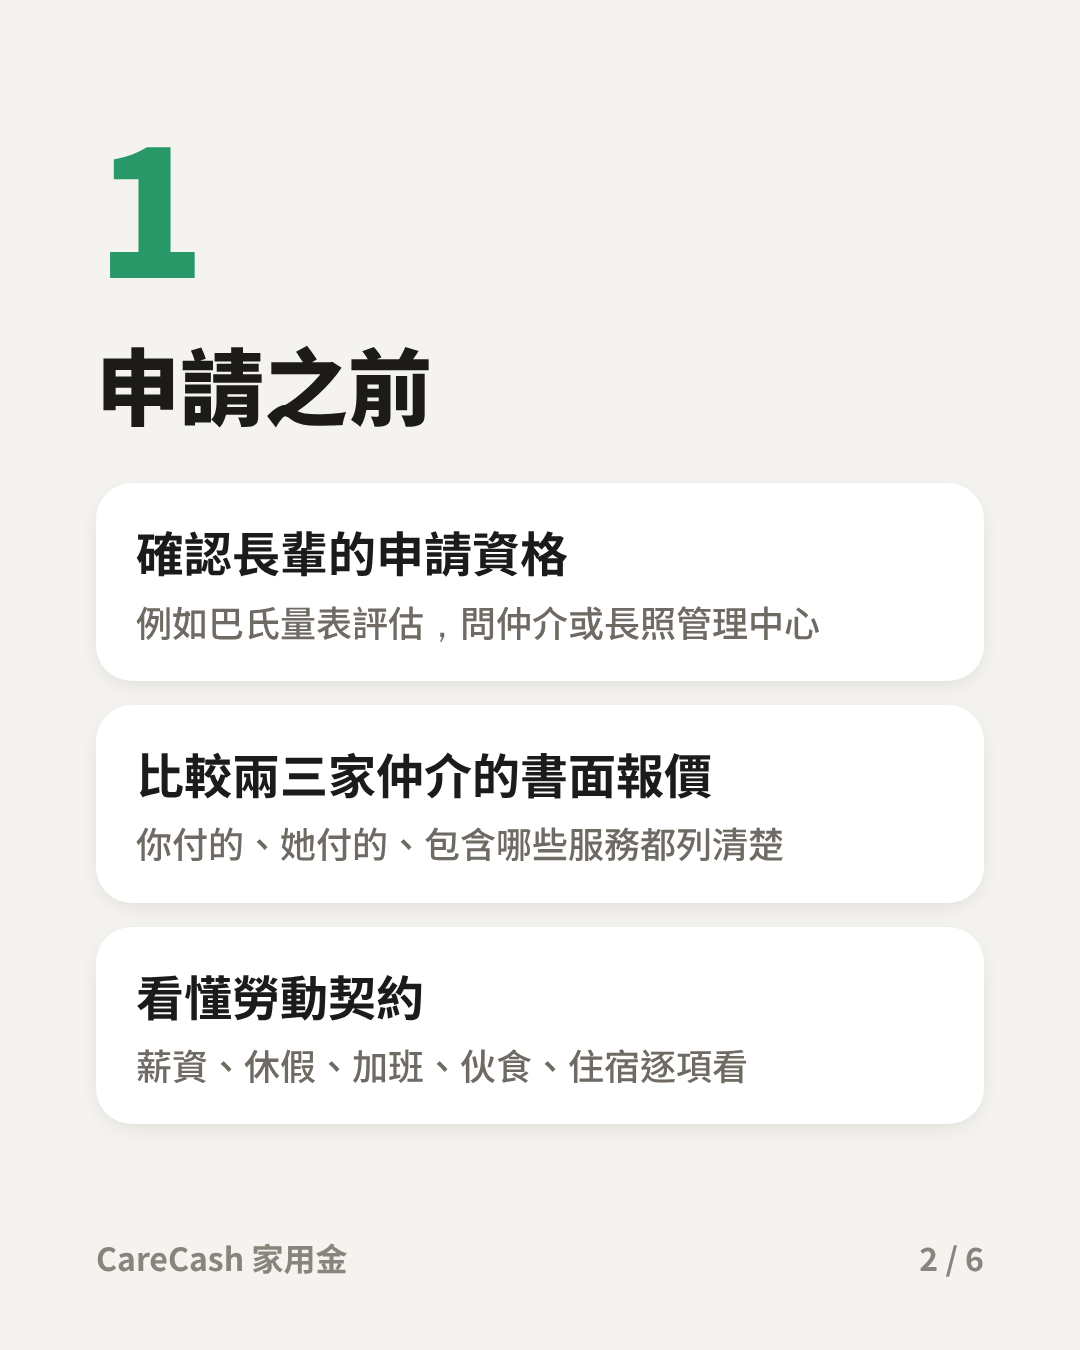 1
申請之前
確認長輩的申請資格
例如巴氏量表評估，問仲介或長照管理中心
比較兩三家仲介的書面報價
你付的、她付的、包含哪些服務都列清楚
看懂勞動契約
薪資、休假、加班、伙食、住宿逐項看
CareCash 家用金
2 / 6